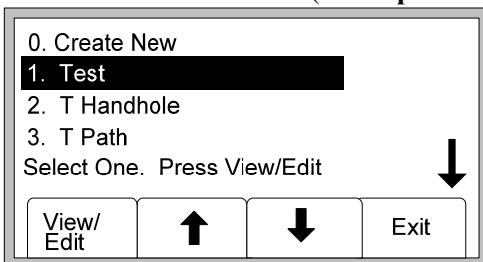 0. Create New
1. Test
2. T Handhole
3. T Path
Select One. Press View/Edit
View/
Edit
Exit